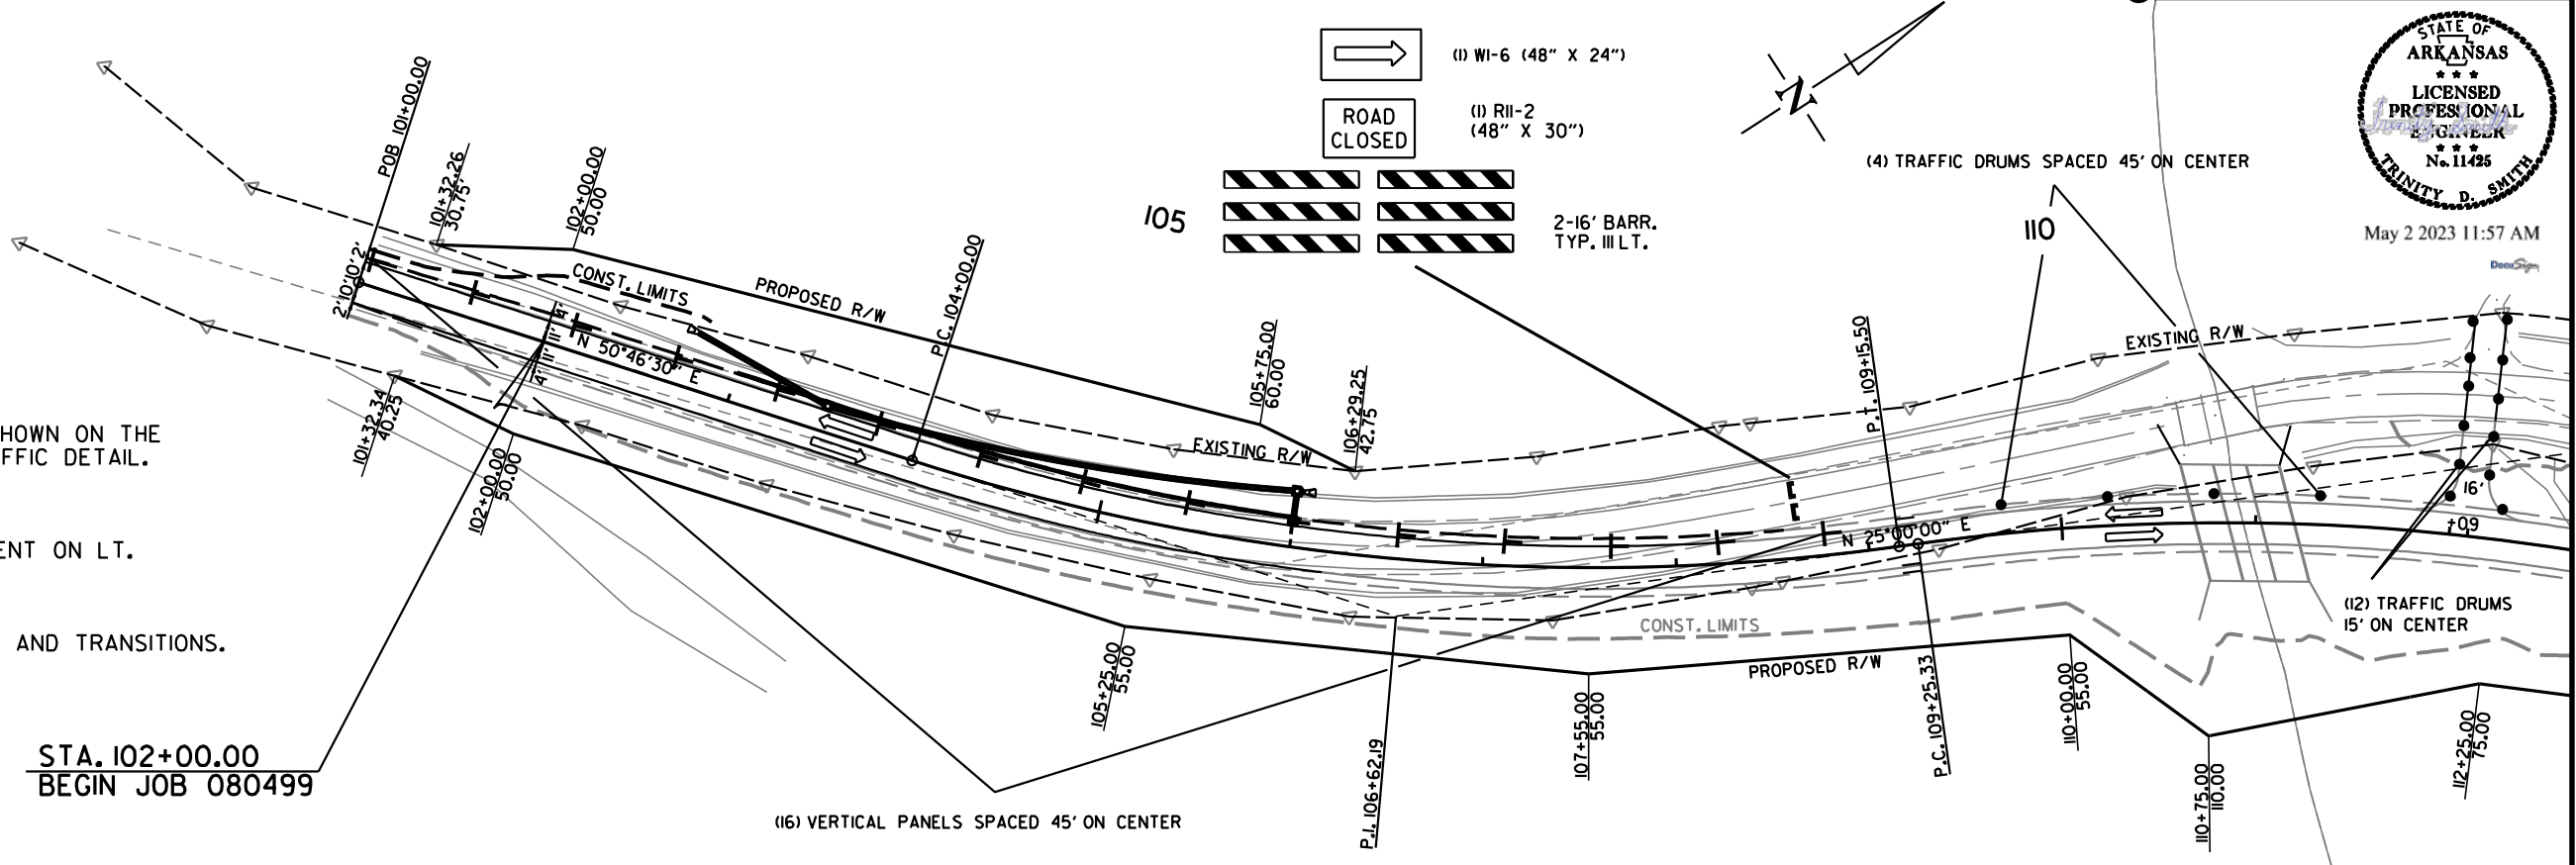 (1) W1-6 (48" X 24")
ROAD
CLOSED
(1) R11-2
(48" X 30")
105
2-16' BARR.
TYP. III LT.
N
(4) TRAFFIC DRUMS SPACED 45' ON CENTER
110
STATE OF
ARKANSAS
* * *
LICENSED
PROFESSIONAL
ENGINEER
* * *
No. 11425
TRINITY D. SMITH
May 2 2023 11:57 AM
DocuSign
POB 101+00.00
101+32.26
30.75'
102+00.00
50.00
2' 10' 10' 2'
CONST. LIMITS
PROPOSED R/W
P.C. 104+00.00
N 50°46'30" E
4' 11' 11' 4'
105+75.00
60.00
106+29.25
42.75
EXISTING R/W
P.T. 109+15.50
EXISTING R/W
N 25°00'00" E
16'
+09
(12) TRAFFIC DRUMS
15' ON CENTER
101+32.34
40.25
102+00.00
50.00
HOWN ON THE
FFIC DETAIL.
ENT ON LT.
AND TRANSITIONS.
STA. 102+00.00
BEGIN JOB 080499
CONST. LIMITS
PROPOSED R/W
105+25.00
55.00
P.I. 106+62.19
107+55.00
55.00
P.C. 109+25.33
110+00.00
55.00
110+75.00
110.00
112+25.00
75.00
(16) VERTICAL PANELS SPACED 45' ON CENTER